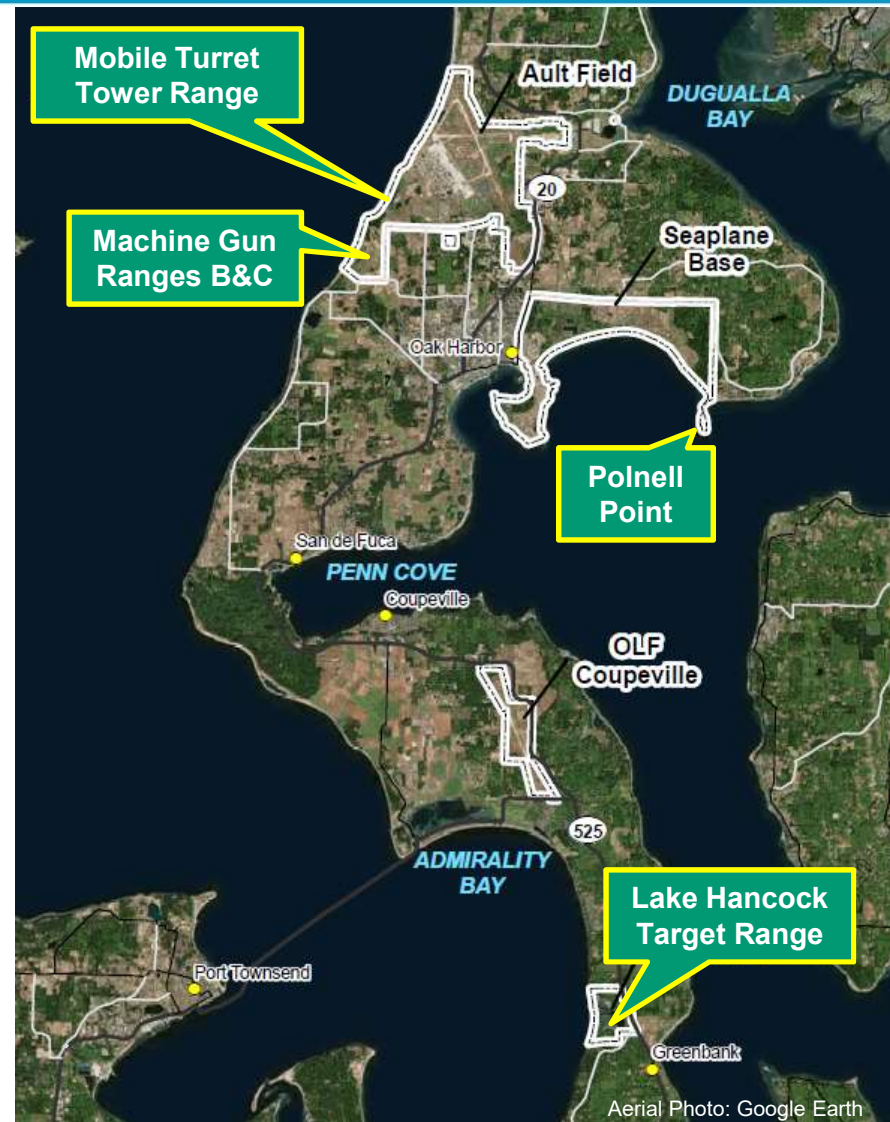 Mobile Turret
Tower Range
Ault Field
DUGUALLA
BAY
20
Machine Gun
Ranges B&C
Seaplane
Base
Oak Harbor
Polnell
Point
San de Fuca
PENN COVE
Coupeville
OLF
Coupeville
525
ADMIRALITY
BAY
Lake Hancock
Target Range
Port Townsend
Greenbank
Aerial Photo: Google Earth